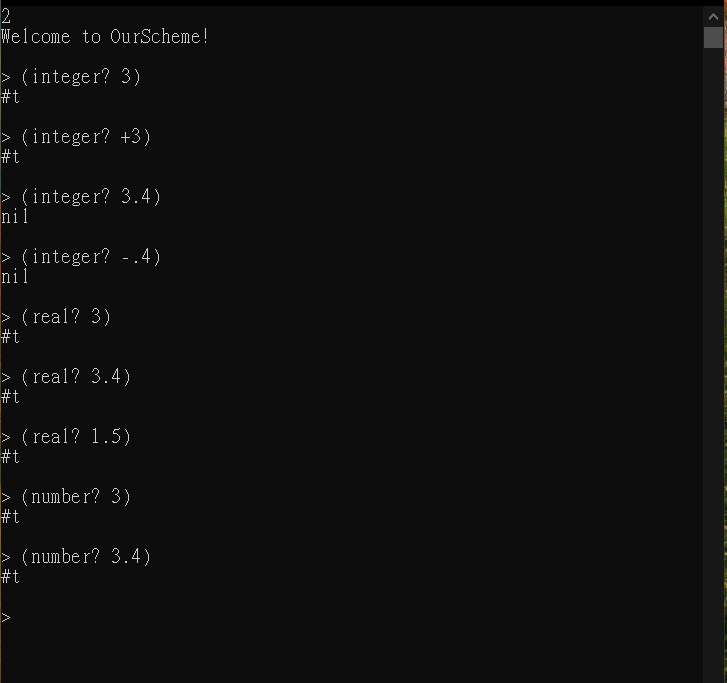 2
Welcome to OurScheme!
> (integer? 3)
#t
> (integer? +3)
#t
> (integer? 3.4)
nil
> (integer? -.4)
nil
> (real? 3)
#t
> (real? 3.4)
#t
> (real? 1.5)
#t
> (number? 3)
#t
> (number? 3.4)
#t
>